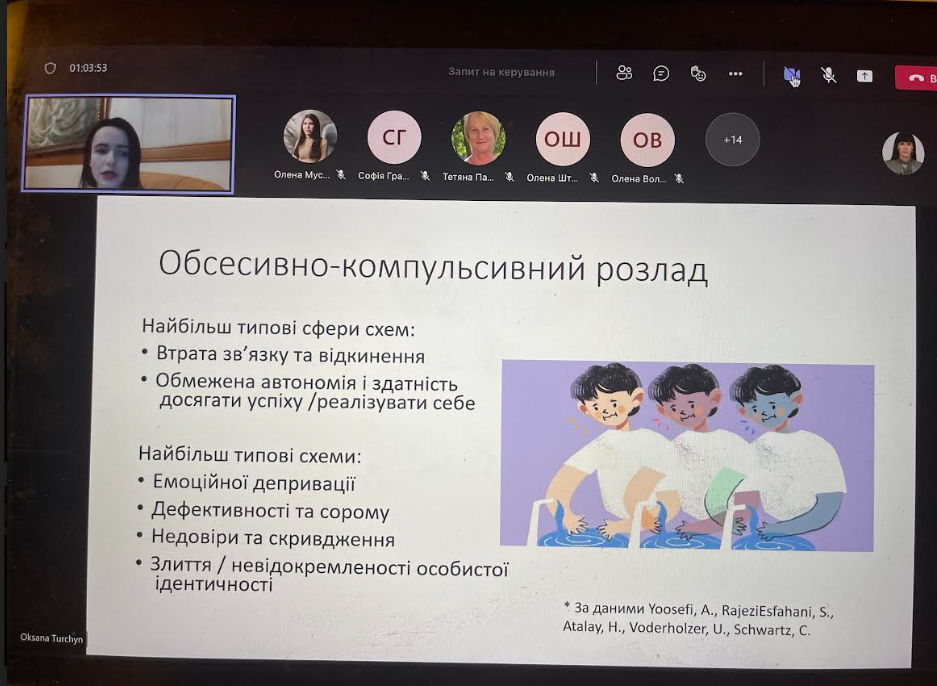 01:03:53
Запит на керування
В
СГ
ОШ
ОВ
+14
Олена Мус...
Софія Гра...
Тетяна Па...
Олена Шт...
Олена Вол...
Обсесивно-компульсивний розлад
Найбільш типові сфери схем:
• Втрата зв’язку та відкинення
• Обмежена автономія і здатність
досягати успіху /реалізувати себе
Найбільш типові схеми:
• Емоційної депривації
• Дефективності та сорому
• Недовіри та скривдження
• Злиття / невідокремленості особистої
ідентичності
* За даними Yoosefi, A., RajeziEsfahani, S.,
Atalay, H., Voderholzer, U., Schwartz, C.
Oksana Turchyn